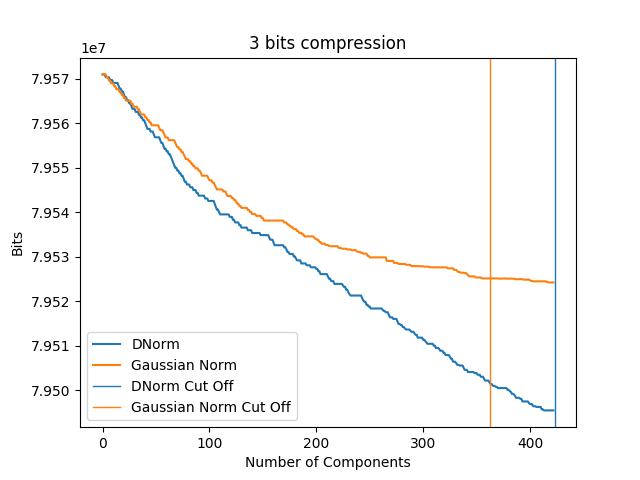 3 bits compression
1e7
7.957
7.956
7.955
7.954
7.953
7.952
7.951
7.950
Bits
DNorm
Gaussian Norm
DNorm Cut Off
Gaussian Norm Cut Off
0 100 200 300 400
Number of Components